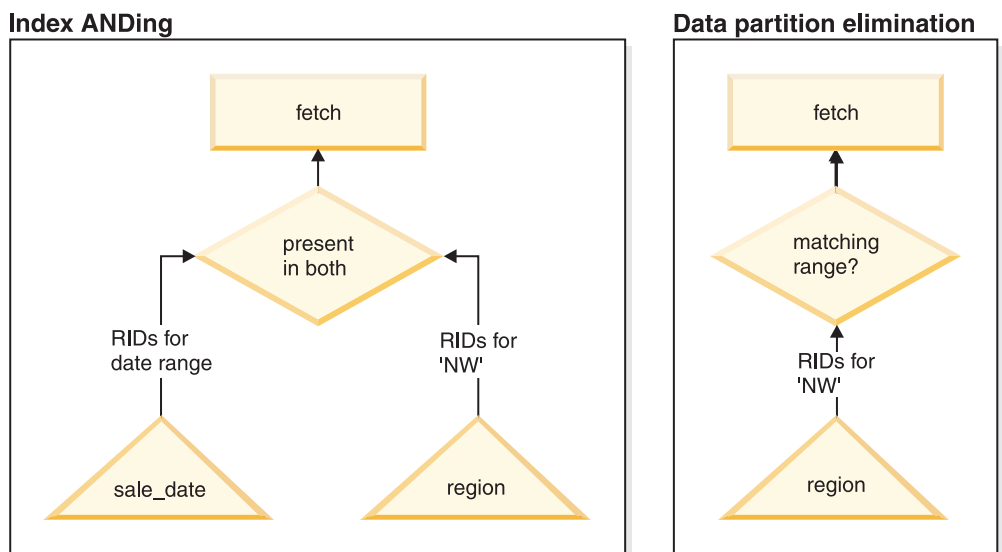 Index ANDing
fetch
present
in both
RIDs for
date range
RIDs for
'NW'
sale_date
region
Data partition elimination
fetch
matching
range?
RIDs for
'NW'
region